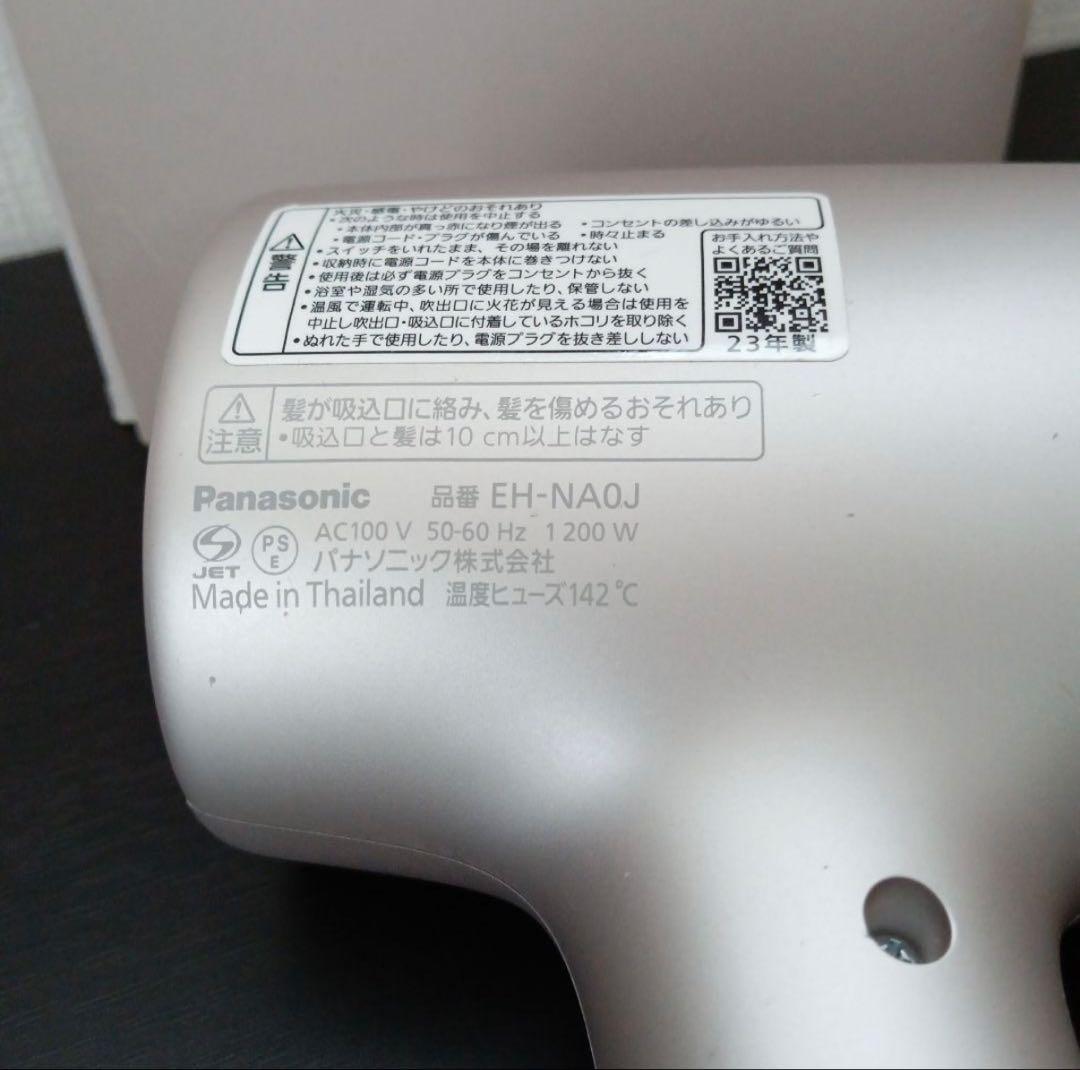 警告
火災・感電・やけどのおそれあり
・次のような時は使用を中止する
・本体内部が真っ赤になり煙が出る ・コンセントの差し込みがゆるい
・電源コード・プラグが傷んでいる ・時々止まる
・スイッチをいれたまま、その場を離れない
・収納時に電源コードを本体に巻きつけない
・使用後は必ず電源プラグをコンセントから抜く
・浴室や湿気の多い所で使用したり、保管しない
・温風で運転中、吹出口に火花が見える場合は使用を
中止し吹出口・吸込口に付着しているホコリを取り除く
・ぬれた手で使用したり、電源プラグを抜き差ししない
お手入れ方法や
よくあるご質問
23年製
注意
髪が吸込口に絡み、髪を傷めるおそれあり
・吸込口と髪は10 cm以上はなす
Panasonic 品番 EH-NA0J
JET PSE AC100 V 50-60 Hz 1 200 W
パナソニック株式会社
Made in Thailand 温度ヒューズ142 ℃